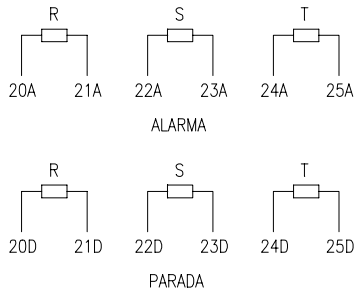 R S T
20A 21A 22A 23A 24A 25A
ALARMA
R S T
20D 21D 22D 23D 24D 25D
PARADA